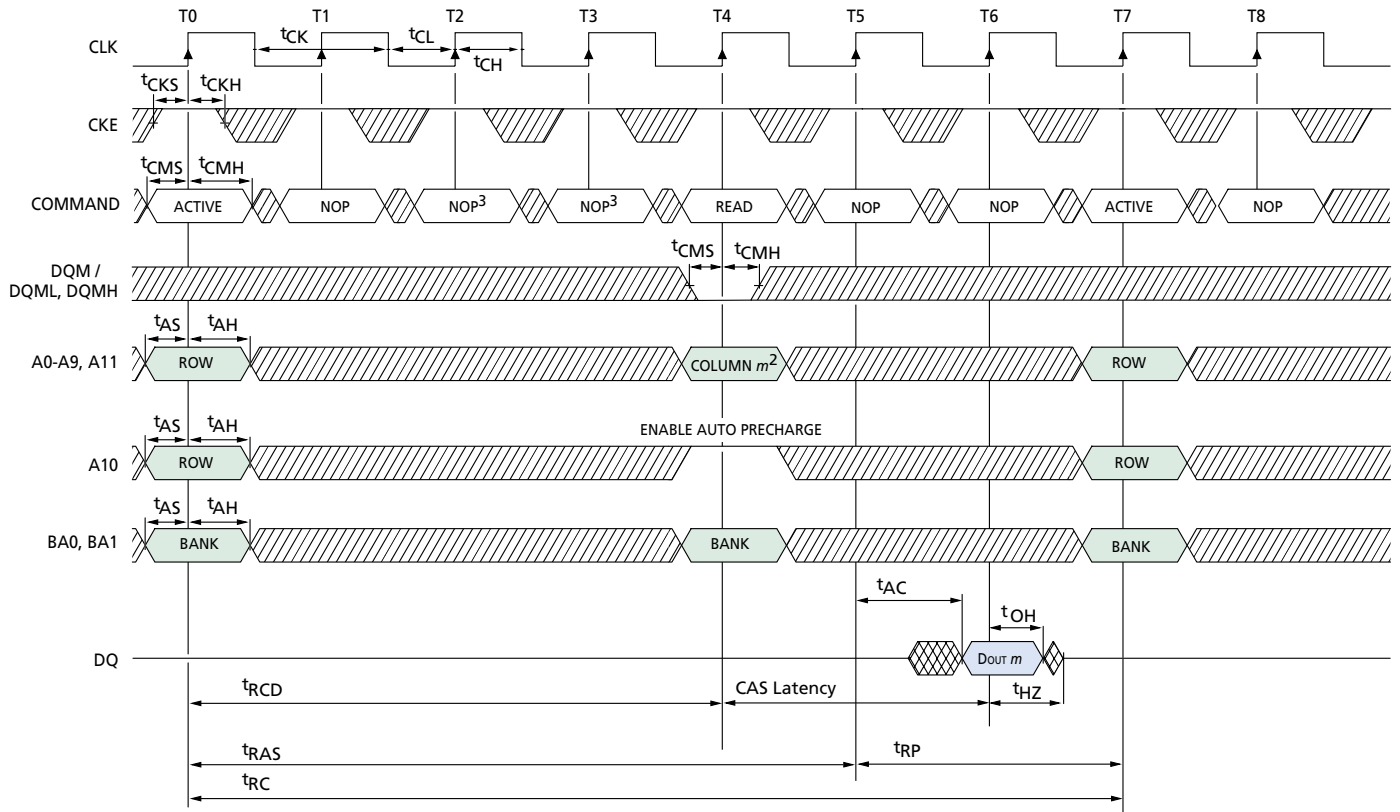 T0 T1 T2 T3 T4 T5 T6 T7 T8
CLK
tCK tCL tCH
tCKS tCKH
CKE
tCMS tCMH
COMMAND ACTIVE NOP NOP3 NOP3 READ NOP NOP ACTIVE NOP
tCMS tCMH
DQM /
DQML, DQMH
tAS tAH
A0-A9, A11 ROW COLUMN m2 ROW
tAS tAH ENABLE AUTO PRECHARGE
A10 ROW ROW
tAS tAH
BA0, BA1 BANK BANK BANK
tAC
tOH
DQ DOUT m
tRCD CAS Latency tHZ
tRAS tRP
tRC